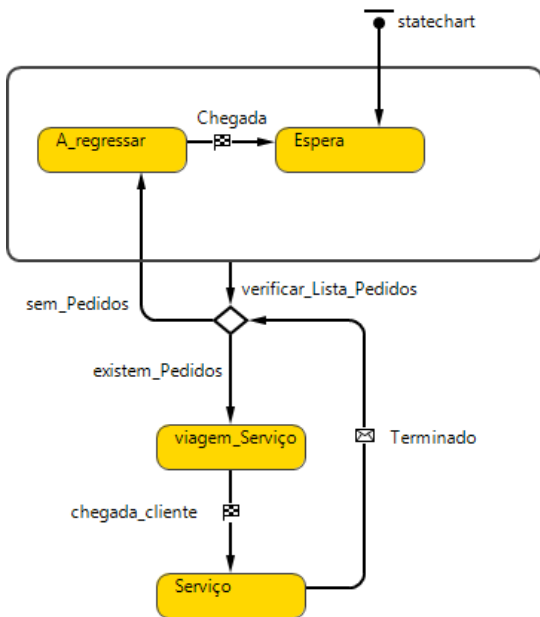 statechart
Chegada
A_regressar
Espera
verificar_Lista_Pedidos
sem_Pedidos
existem_Pedidos
viagem_Serviço
Terminado
chegada_cliente
Serviço